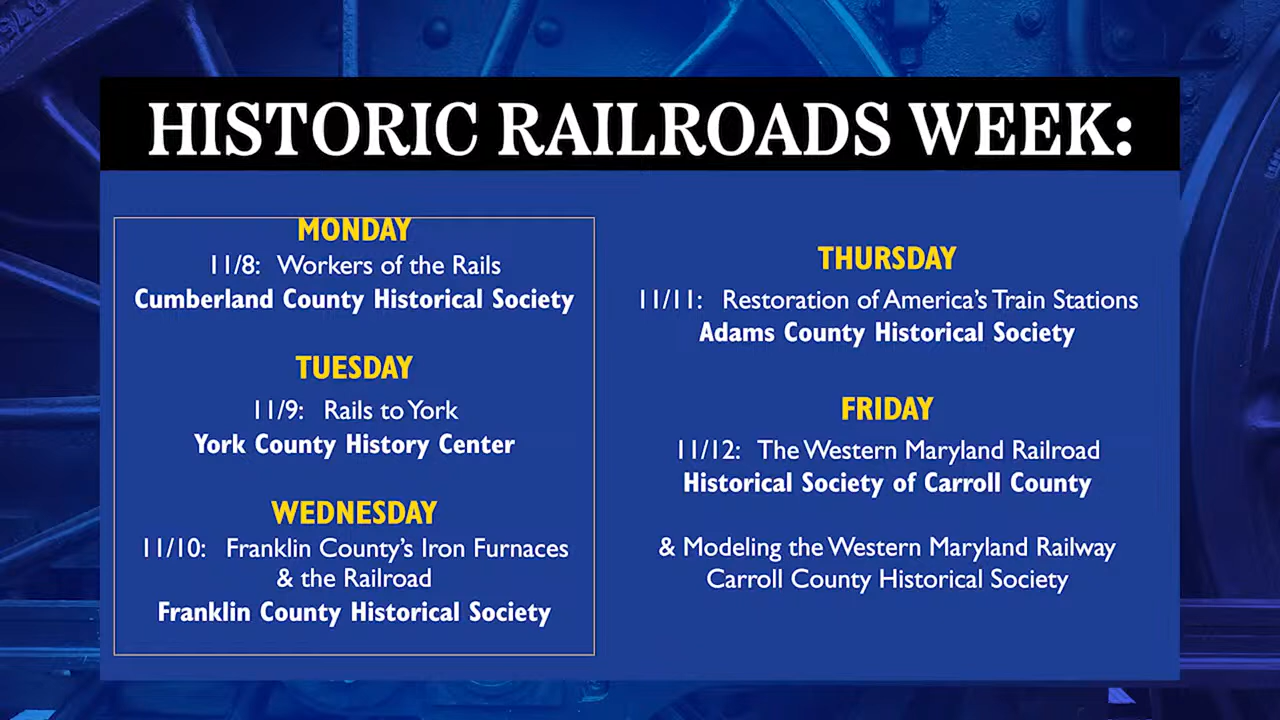 HISTORIC RAILROADS WEEK:
MONDAY
11/8: Workers of the Rails
Cumberland County Historical Society
TUESDAY
11/9: Rails to York
York County History Center
WEDNESDAY
11/10: Franklin County's Iron Furnaces
& the Railroad
Franklin County Historical Society
THURSDAY
11/11: Restoration of America's Train Stations
Adams County Historical Society
FRIDAY
11/12: The Western Maryland Railroad
Historical Society of Carroll County
& Modeling the Western Maryland Railway
Carroll County Historical Society